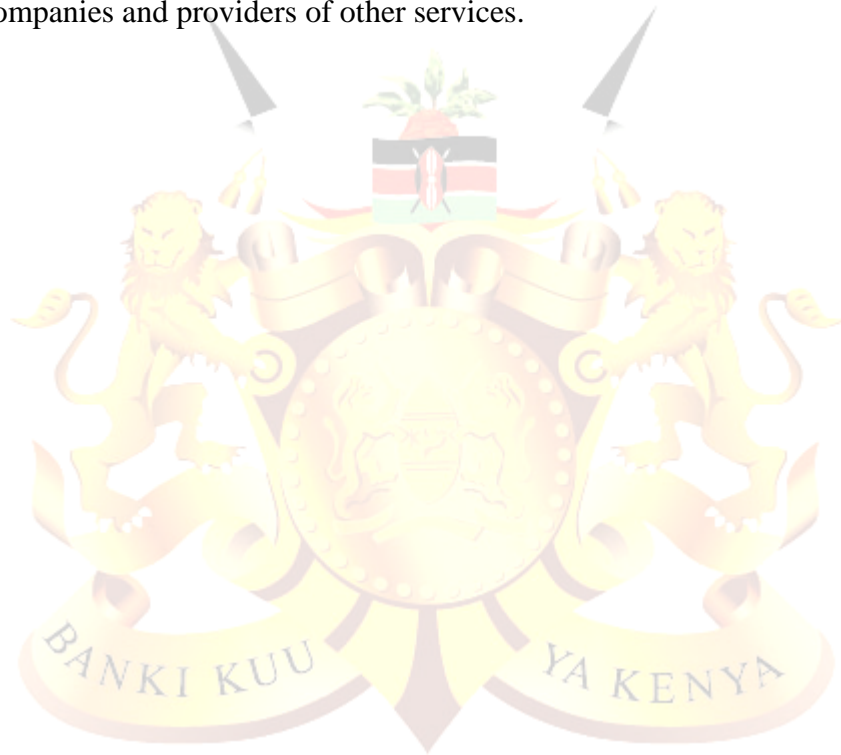 ompanies and providers of other services.
BANKI KUU YA KENYA